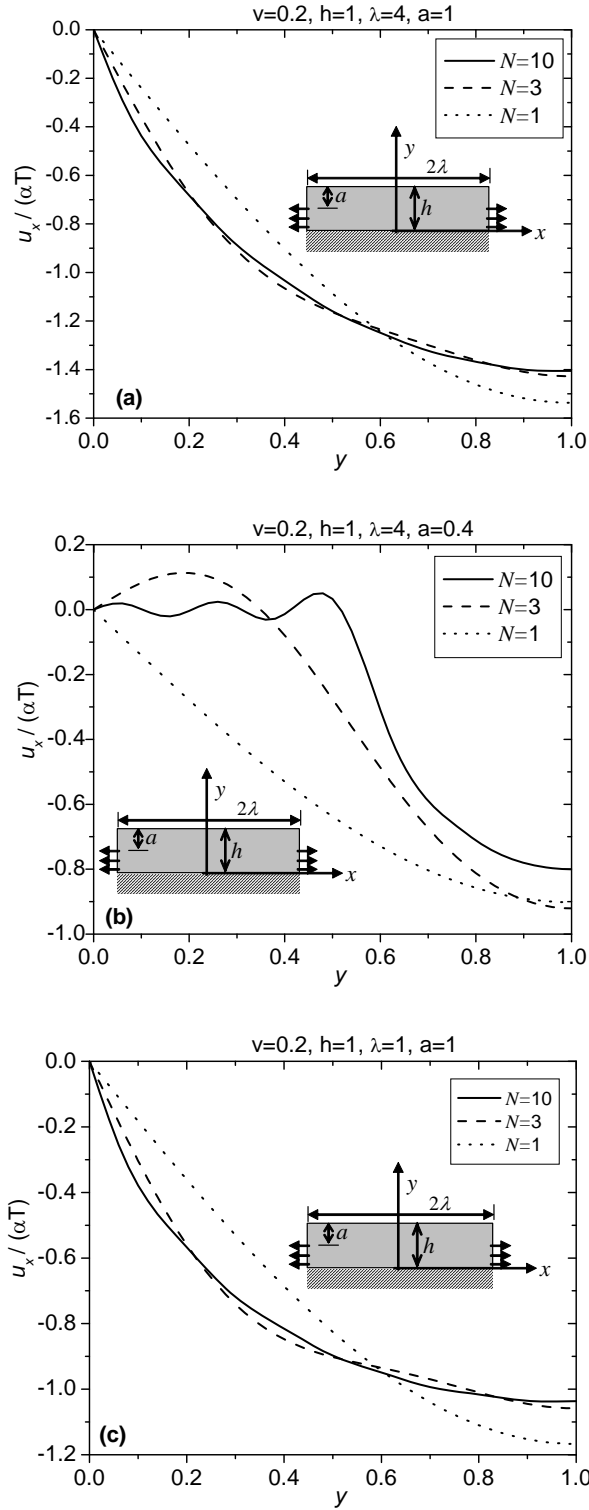 v=0.2, h=1, λ=4, a=1
0.0
-0.2
-0.4
-0.6
-0.8
-1.0
-1.2
-1.4
-1.6
u_x / (αT)
N=10
N=3
N=1
y
2λ
a
h
x
(a)
0.0 0.2 0.4 0.6 0.8 1.0
y
v=0.2, h=1, λ=4, a=0.4
0.2
0.0
-0.2
-0.4
-0.6
-0.8
-1.0
u_x / (αT)
N=10
N=3
N=1
y
2λ
a
h
x
(b)
0.0 0.2 0.4 0.6 0.8 1.0
y
v=0.2, h=1, λ=1, a=1
0.0
-0.2
-0.4
-0.6
-0.8
-1.0
-1.2
u_x / (αT)
N=10
N=3
N=1
y
2λ
a
h
x
(c)
0.0 0.2 0.4 0.6 0.8 1.0
y